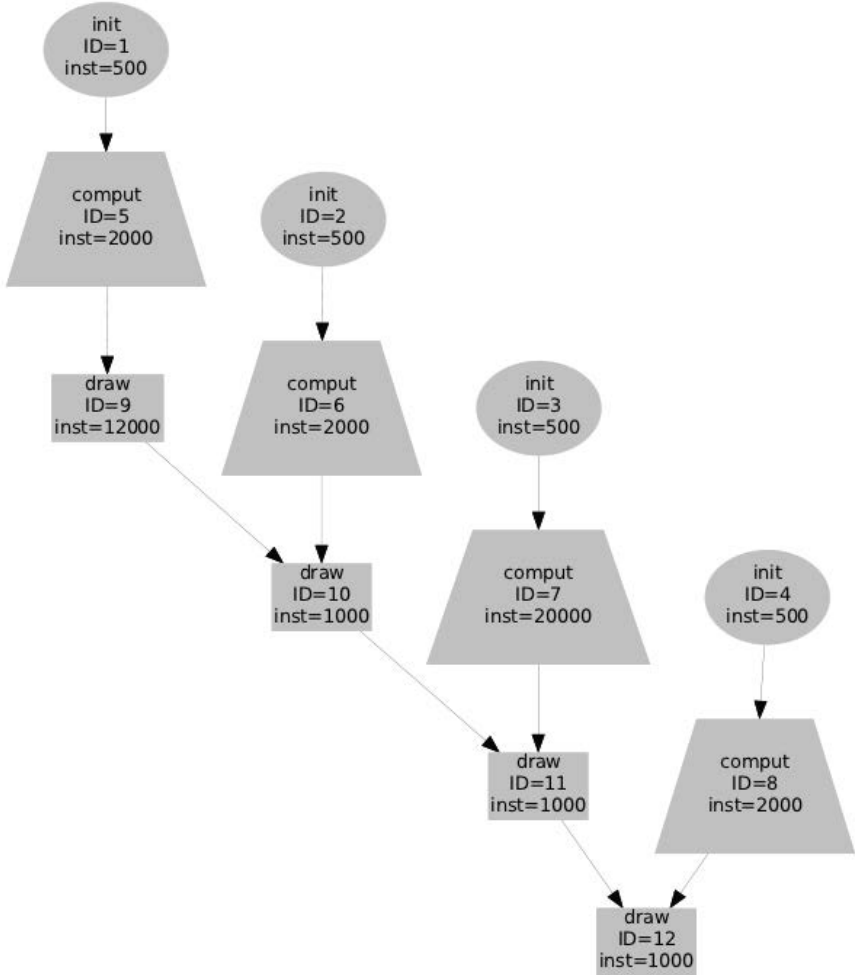 init
ID=1
inst=500
comput
ID=5
inst=2000
init
ID=2
inst=500
draw
ID=9
inst=12000
comput
ID=6
inst=2000
init
ID=3
inst=500
draw
ID=10
inst=1000
comput
ID=7
inst=20000
init
ID=4
inst=500
draw
ID=11
inst=1000
comput
ID=8
inst=2000
draw
ID=12
inst=1000